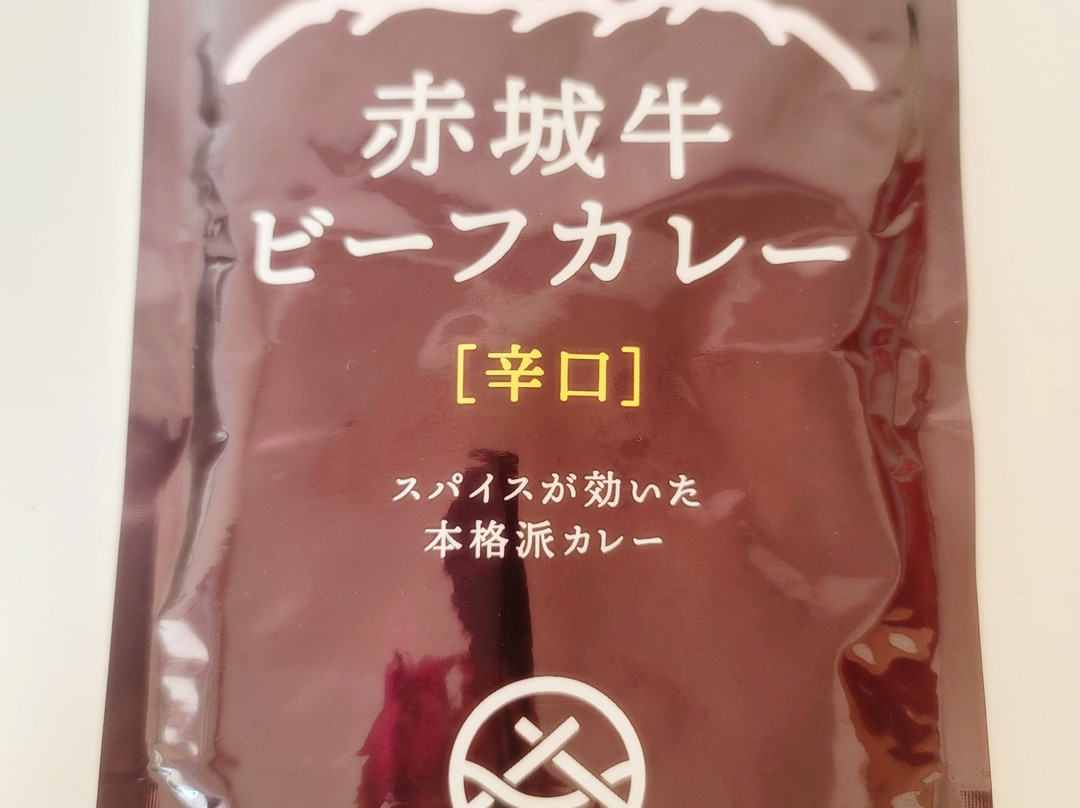 赤城牛
ビーフカレー
[辛口]
スパイスが効いた
本格派カレー